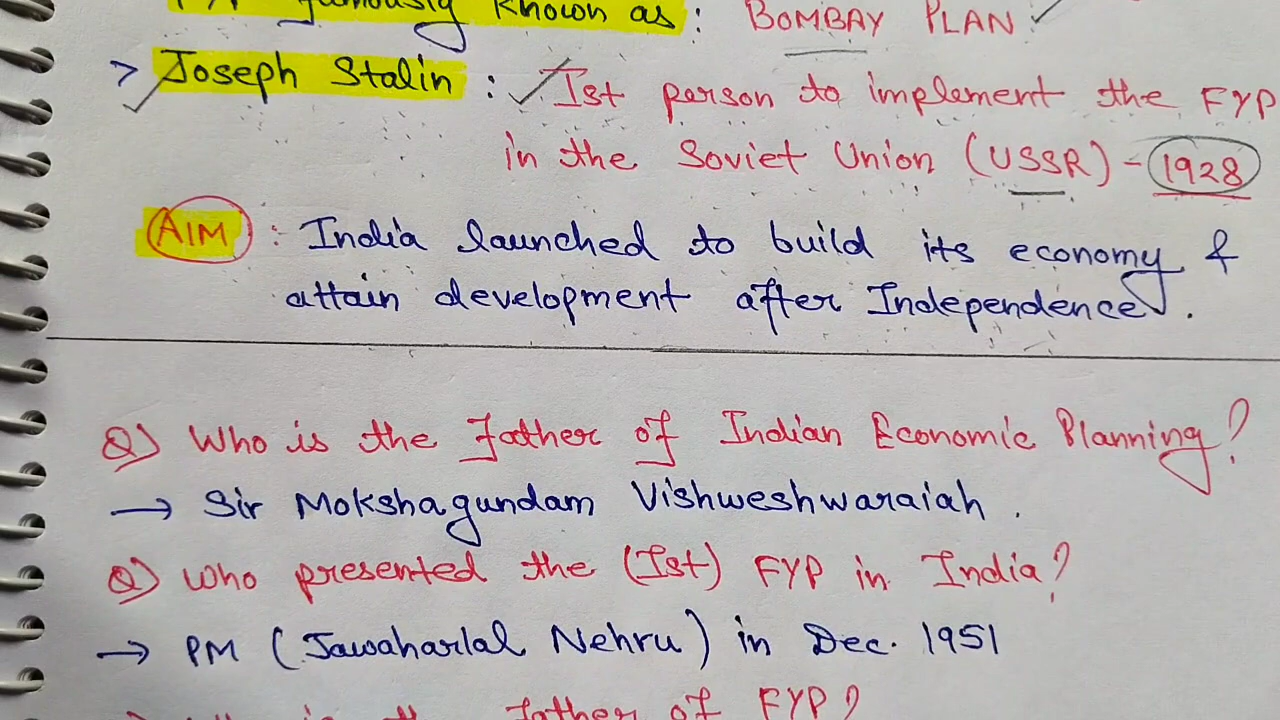 famously known as : BOMBAY PLAN
> Joseph Stalin : Ist person to implement the FYP
in the Soviet Union (USSR) - 1928
AIM : India launched to build its economy &
attain development after Independence.
Q) Who is the Father of Indian Economic Planning?
→ Sir Mokshagundam Vishweshwaraiah.
Q) Who presented the (Ist) FYP in India?
→ PM (Jawaharlal Nehru) in Dec. 1951
father of FYP?